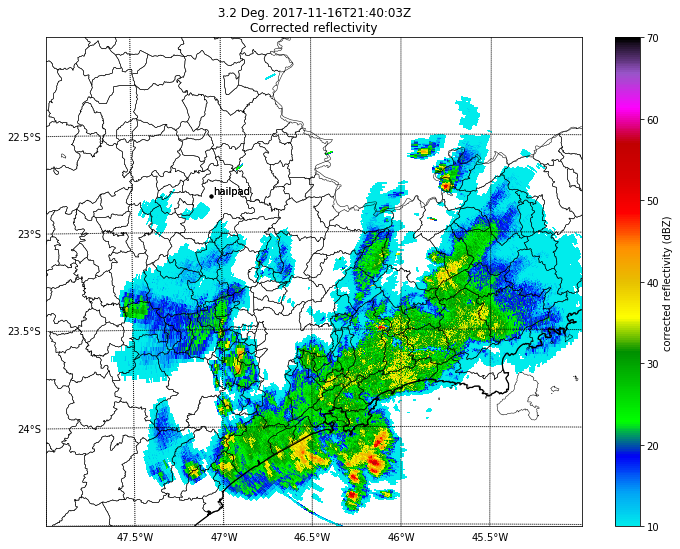 3.2 Deg. 2017-11-16T21:40:03Z
Corrected reflectivity
70
60
50
40
30
20
10
corrected reflectivity (dBZ)
22.5°S
23°S
23.5°S
24°S
hailpad
47.5°W
47°W
46.5°W
46°W
45.5°W